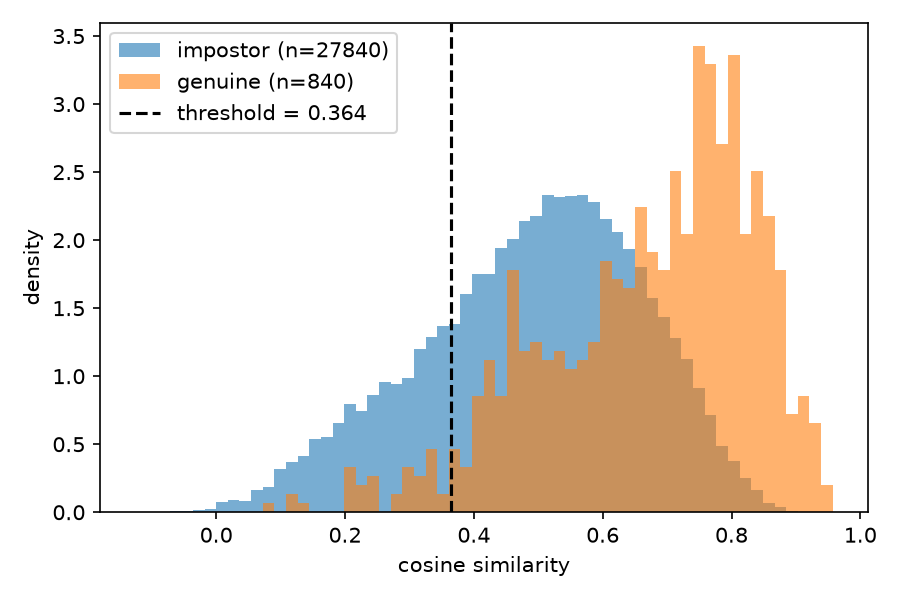 impostor (n=27840)
genuine (n=840)
threshold = 0.364
3.5
3.0
2.5
2.0
1.5
1.0
0.5
0.0
density
0.0 0.2 0.4 0.6 0.8 1.0
cosine similarity